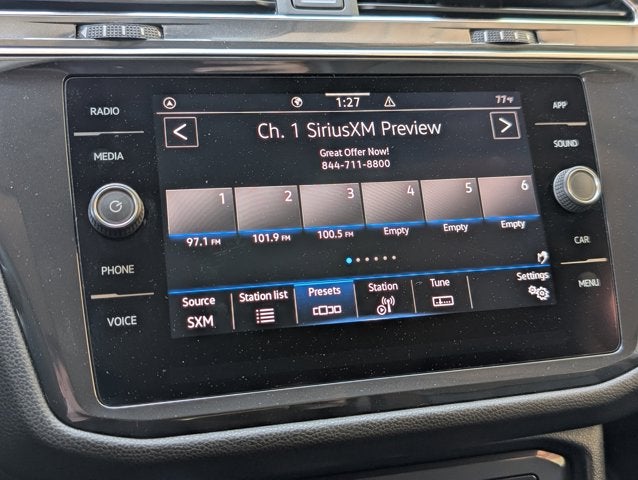 RADIO
MEDIA
PHONE
VOICE
1:27
77°F
Ch. 1 SiriusXM Preview
Great Offer Now!
844-711-8800
1 2 3 4 5 6
97.1 FM 101.9 FM 100.5 FM Empty Empty Empty
Source Station list Presets Station Tune Settings
SXM
APP
SOUND
CAR
MENU